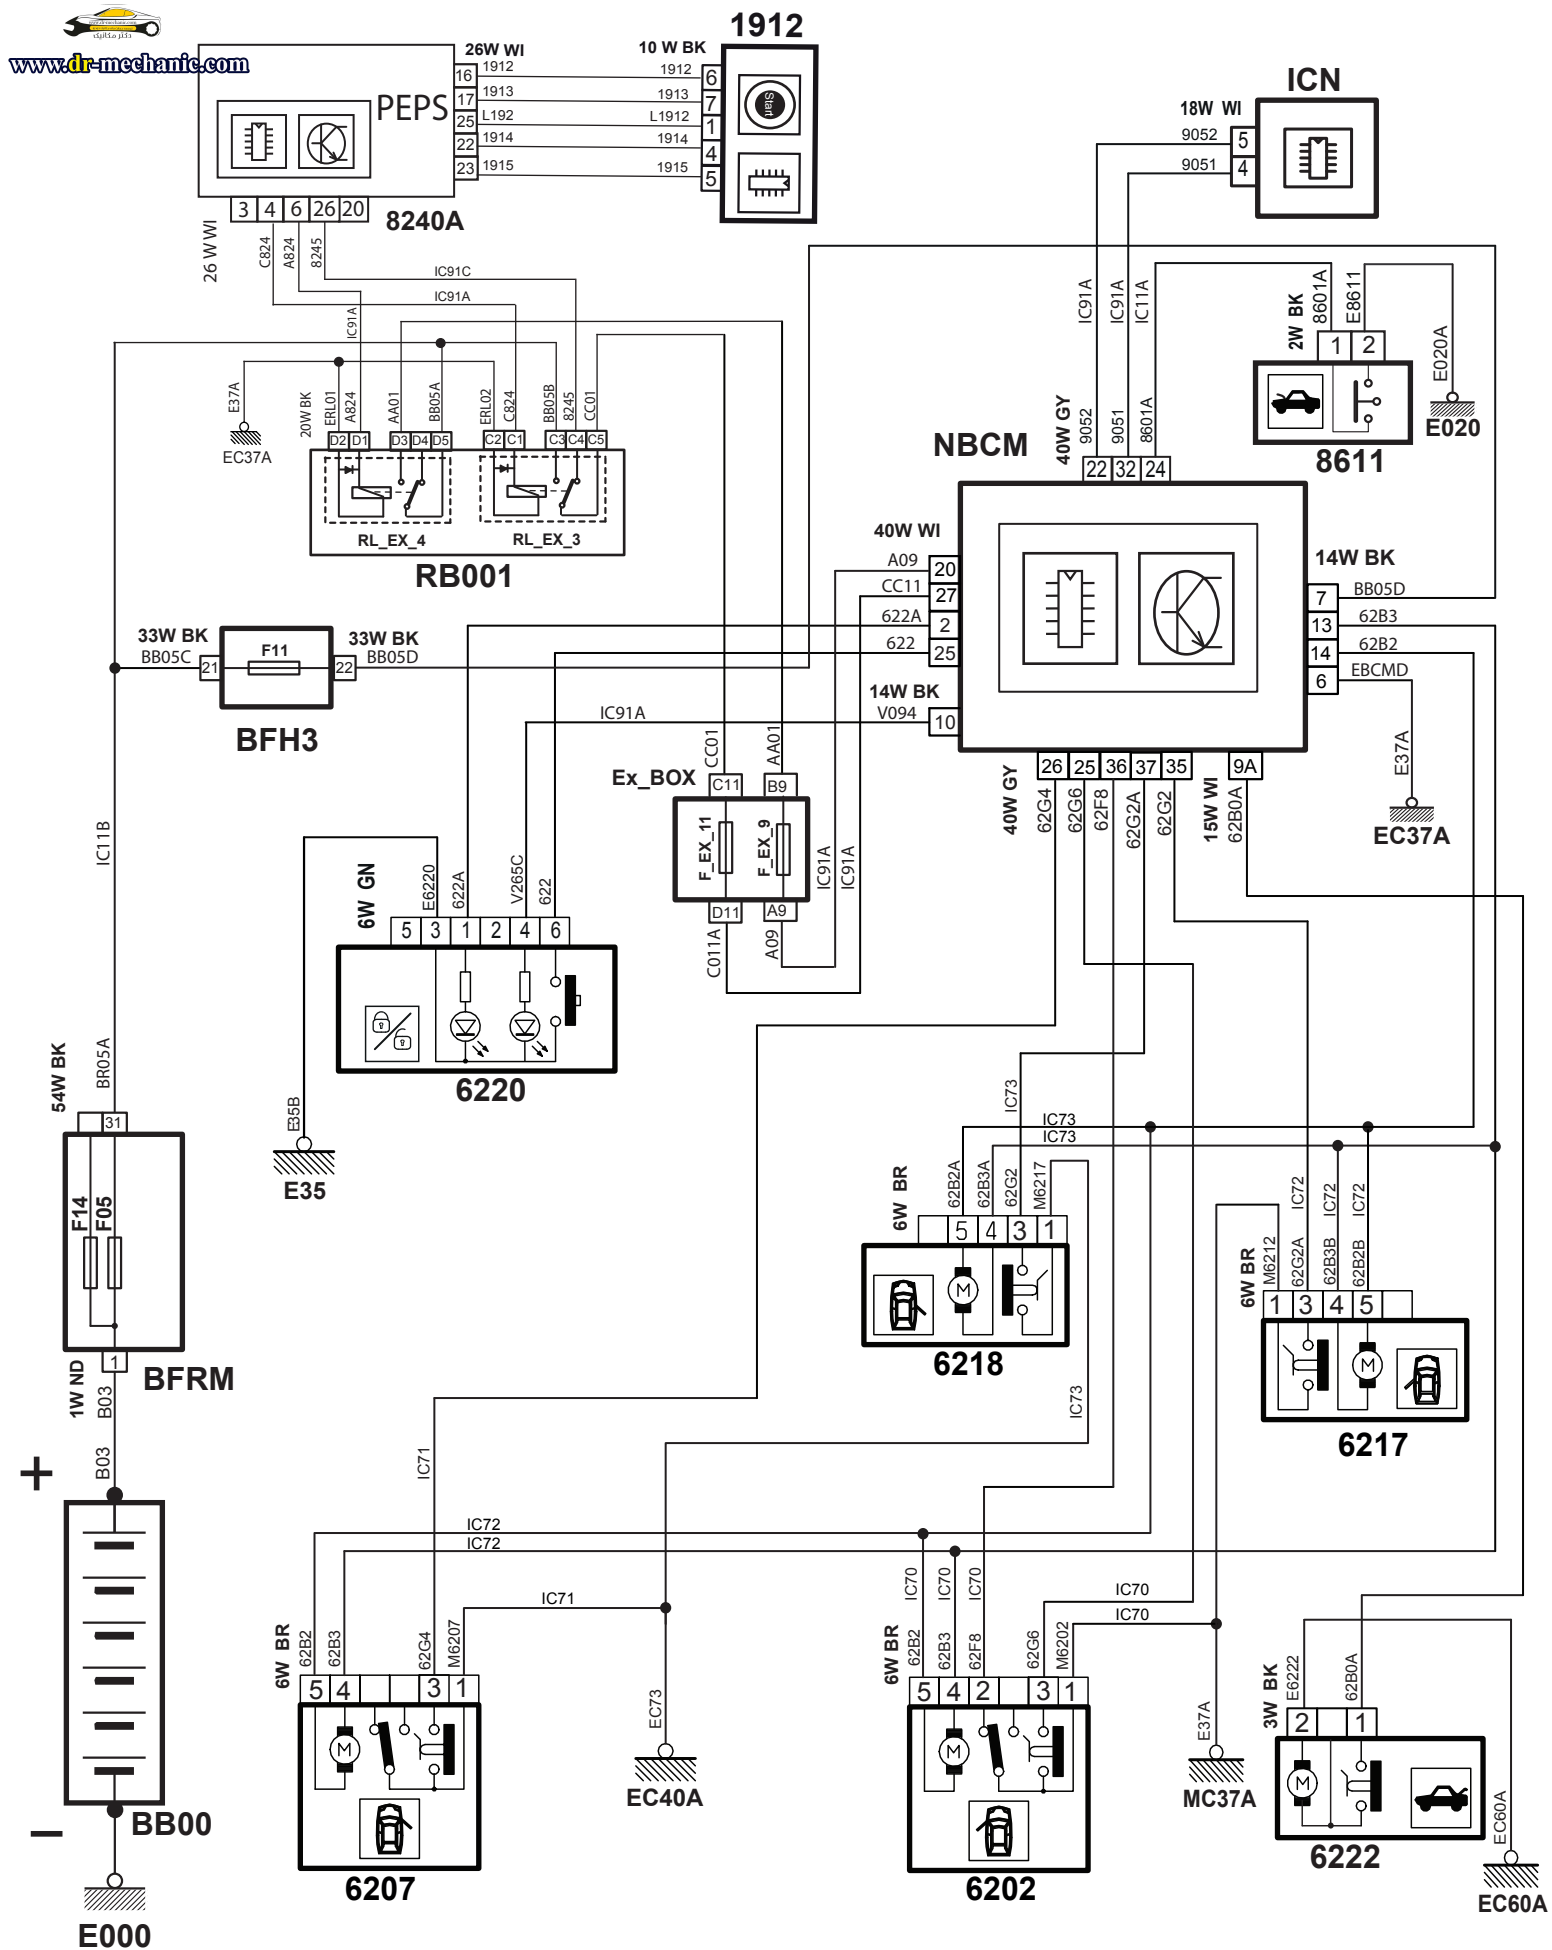 www.dr-mechanic.com
دکتر مکانیک
www.dr-mechanic.com
1912
26W WI
10 W BK
PEPS
16 1912 1912 6
17 1913 1913 7
25 L192 L1912 1
22 1914 1914 4
23 1915 1915 5
Start
3 4 6 26 20
8240A
26 W WI
C824 A824 8245
IC91C
IC91A
IC91A
ICN
18W WI
9052 5
9051 4
IC91A IC91A IC11A
2W BK
8601A E8611
1 2
8611
E020A
E020
E37A
EC37A
20W BK
ERL01 A824 AA01 BB05A ERL02 C824 BB05B 8245 CC01
D2 D1 D3 D4 D5 C2 C1 C3 C4 C5
RL_EX_4
RL_EX_3
RB001
NBCM
40W GY
9052 9051 8601A
22 32 24
40W WI
A09 20
CC11 27
622A 2
622 25
14W BK
IC91A V094 10
14W BK
7 BB05D
13 62B3
14 62B2
6 EBCMD
E37A
EC37A
33W BK
33W BK
BB05C 21 F11 22 BB05D
BFH3
26 25 36 37 35 9A
40W GY
62G4 62G6 62F8 62G2A 62G2
15W WI
62B0A
CC01 AA01
Ex_BOX
C11 B9
F_EX_11 F_EX_9
D11 A9
C011A A09
IC91A IC91A
IC11B
6W GN
E6220 622A V265C 622
5 3 1 2 4 6
6220
E35B
E35
54W BK
BR05A
31
F14 F05
1
BFRM
1W ND
B03
B03
+
BB00
−
E000
IC73
IC73
IC73
6W BR
62B2A 62B3A 62G2 M6217
5 4 3 1
M
6218
IC73
IC72 IC72 IC72
6W BR
M6212 62G2A 62B3B 62B2B
1 3 4 5
M
6217
IC71
IC72
IC72
IC71
6W BR
62B2 62B3 62G4 M6207
5 4 3 1
M
6207
EC73
EC40A
IC70 IC70 IC70
IC70
IC70
6W BR
62B2 62B3 62F8 62G6 M6202
5 4 2 3 1
M
6202
E37A
MC37A
3W BK
E6222 62B0A
2 1
M
6222
EC60A
EC60A